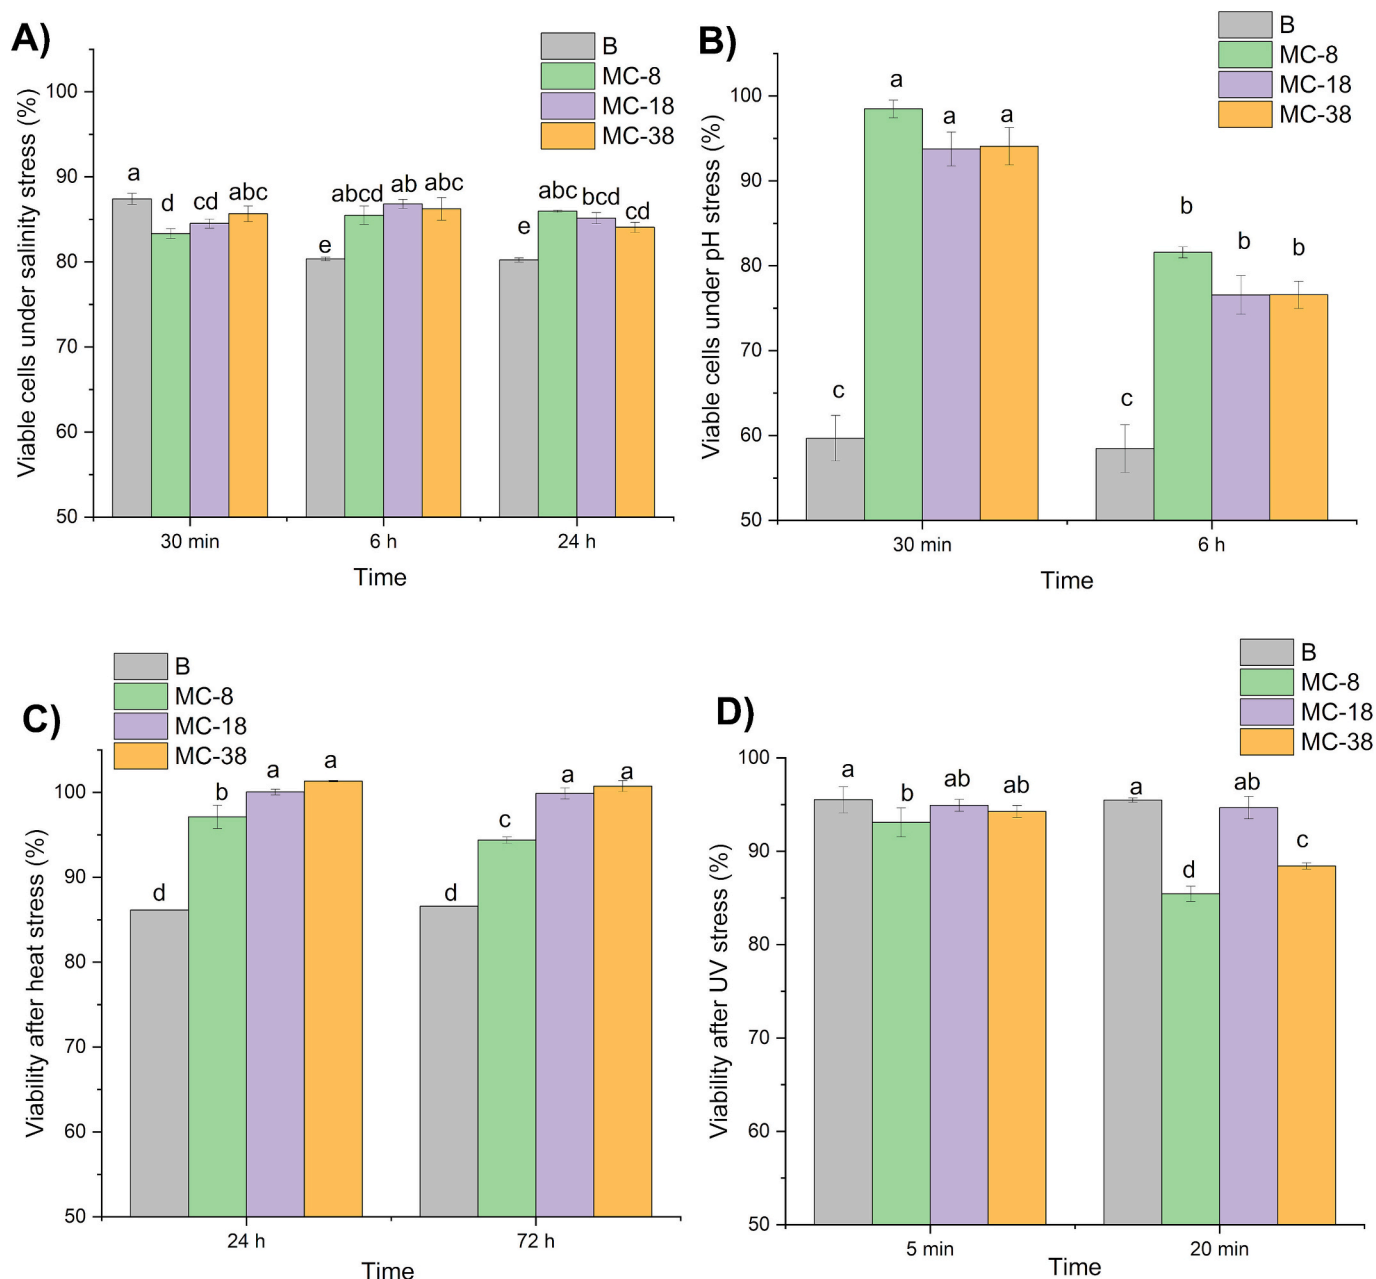 A)
B
MC-8
MC-18
MC-38
Viable cells under salinity stress (%)
100
90
80
70
60
50
a
d
cd
abc
e
abcd
ab
abc
e
abc
bcd
cd
30 min
6 h
24 h
Time
B)
B
MC-8
MC-18
MC-38
Viable cells under pH stress (%)
100
90
80
70
60
50
c
a
a
a
c
b
b
b
30 min
6 h
Time
C)
B
MC-8
MC-18
MC-38
Viability after heat stress (%)
100
90
80
70
60
50
d
b
a
a
d
c
a
a
24 h
72 h
Time
D)
B
MC-8
MC-18
MC-38
Viability after UV stress (%)
100
90
80
70
60
50
a
b
ab
ab
a
d
ab
c
5 min
20 min
Time